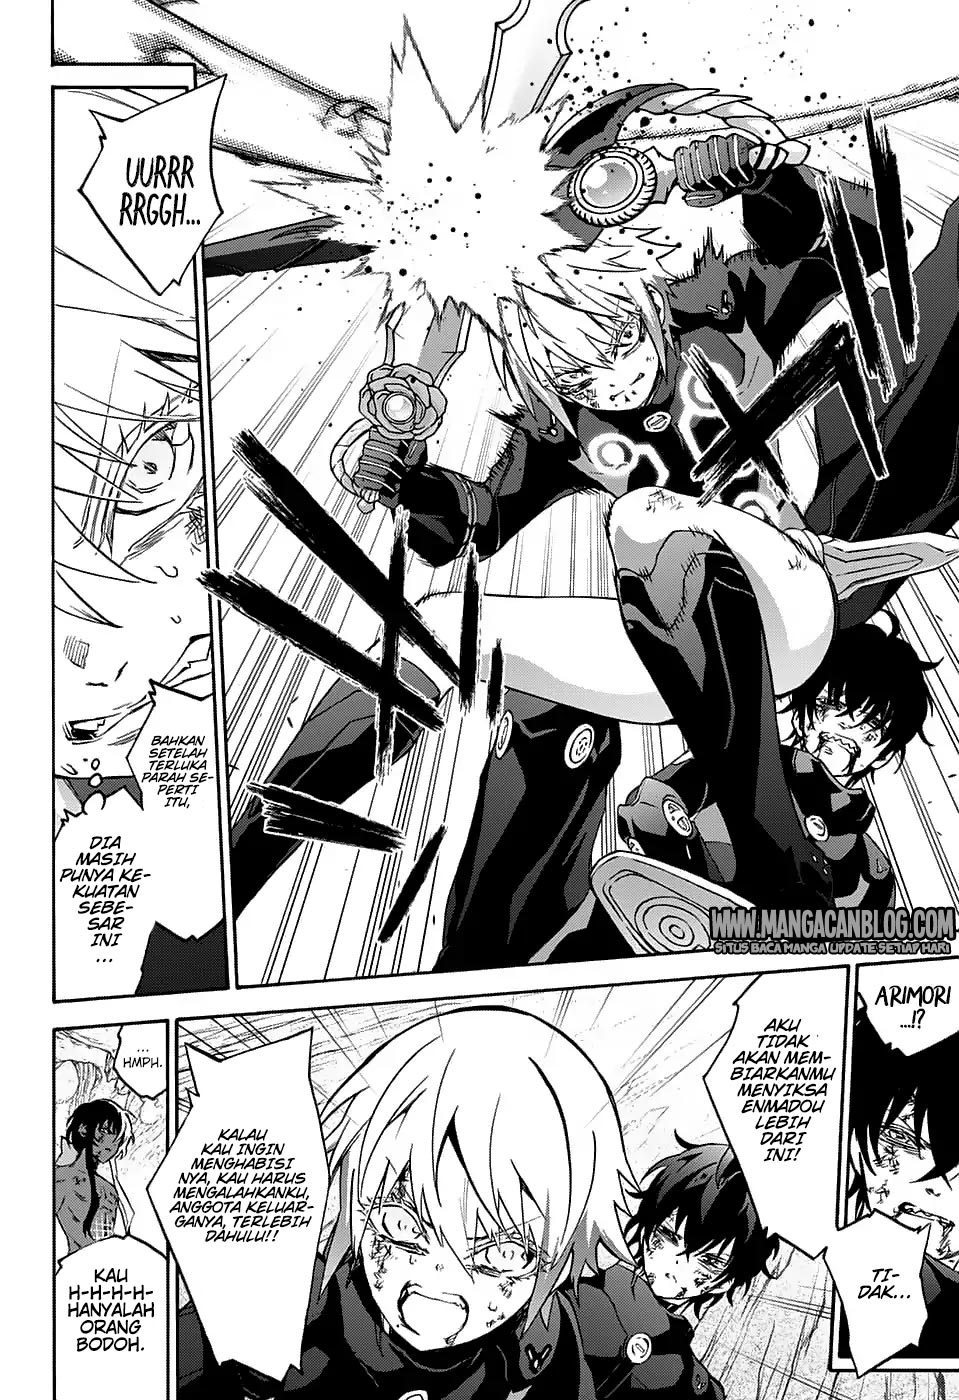 UURRR
RRGGH...
BAHKAN
SETELAH
TERLUKA
PARAH SE-
PERTI
ITU,
DIA
MASIH
PUNYA KE-
KUATAN
SEBE-
SAR
INI
...
WWW.MANGACANBLOG.COM
SITUS BACA MANGA UPDATE SETIAP HARI
ARIMORI
...!?
TI-
DAK...
AKU
TIDAK
AKAN MEM-
BIARKANMU
MENYIKSA
ENMADOU
LEBIH
DARI
INI!
KALAU
KAU INGIN
MENGHABISI
NYA, KAU HARUS
MENGALAHKANKU,
ANGGOTA KELUAR-
GANYA, TERLEBIH
DAHULU!!
...
HMPH.
KAU
H-H-H-H-
HANYALAH
ORANG
BODOH.